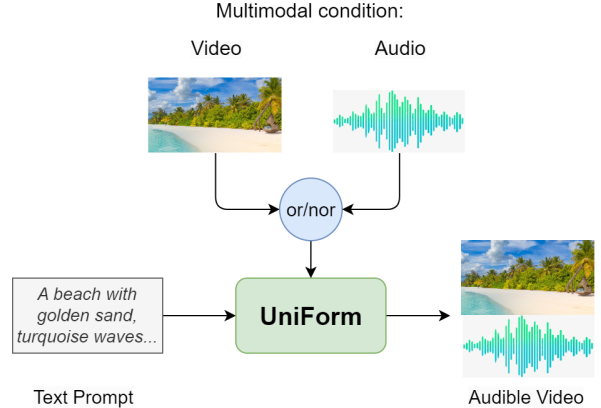 Multimodal condition:
Video
Audio
or/nor
A beach with
golden sand,
turquoise waves...
UniForm
Text Prompt
Audible Video